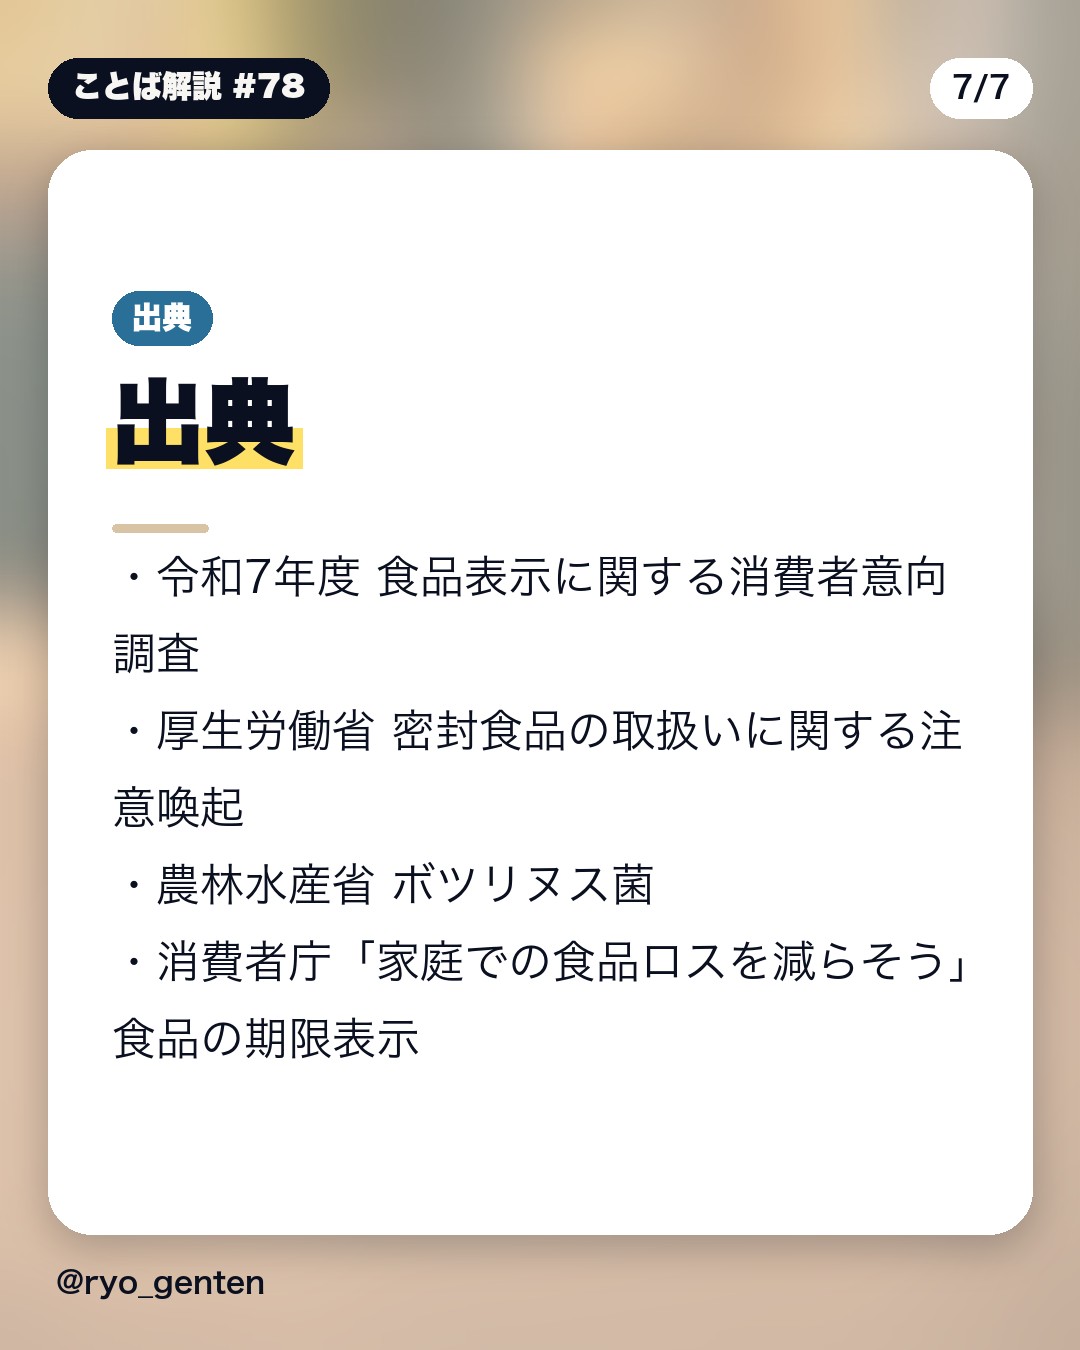 ことば解説 #78
7/7
出典
出典
・令和7年度 食品表示に関する消費者意向
調査
・厚生労働省 密封食品の取扱いに関する注
意喚起
・農林水産省 ボツリヌス菌
・消費者庁「家庭での食品ロスを減らそう」
食品の期限表示
@ryo_genten